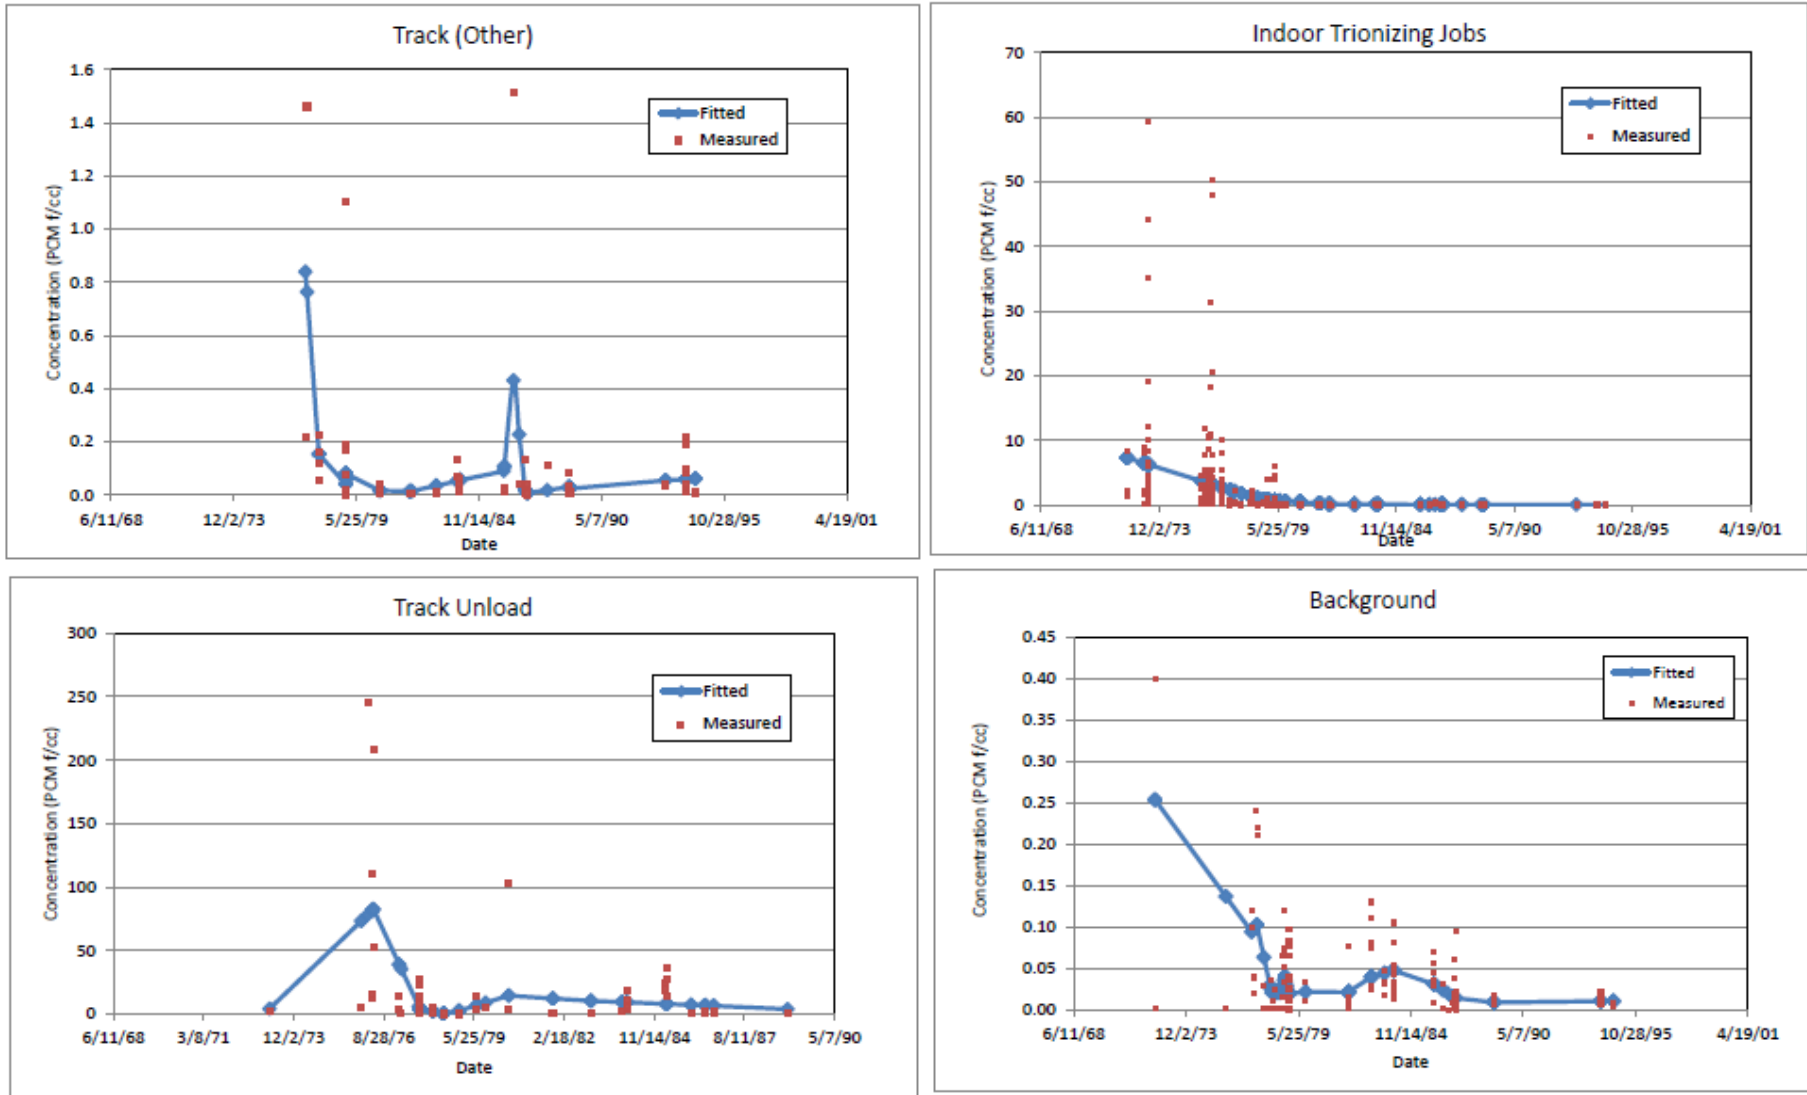 Track (Other)
1.6
1.4
1.2
1.0
0.8
0.6
0.4
0.2
0.0
Concentration (PCM f/cc)
Fitted
Measured
6/11/68 12/2/73 5/25/79 11/14/84 5/7/90 10/28/95 4/19/01
Date
Indoor Trionizing Jobs
70
60
50
40
30
20
10
0
Concentration (PCM f/cc)
Fitted
Measured
6/11/68 12/2/73 5/25/79 11/14/84 5/7/90 10/28/95 4/19/01
Date
Track Unload
300
250
200
150
100
50
0
Concentration (PCM f/cc)
Fitted
Measured
6/11/68 3/8/71 12/2/73 8/28/76 5/25/79 2/18/82 11/14/84 8/11/87 5/7/90
Date
Background
0.45
0.40
0.35
0.30
0.25
0.20
0.15
0.10
0.05
0.00
Concentration (PCM f/cc)
Fitted
Measured
6/11/68 12/2/73 5/25/79 11/14/84 5/7/90 10/28/95 4/19/01
Date